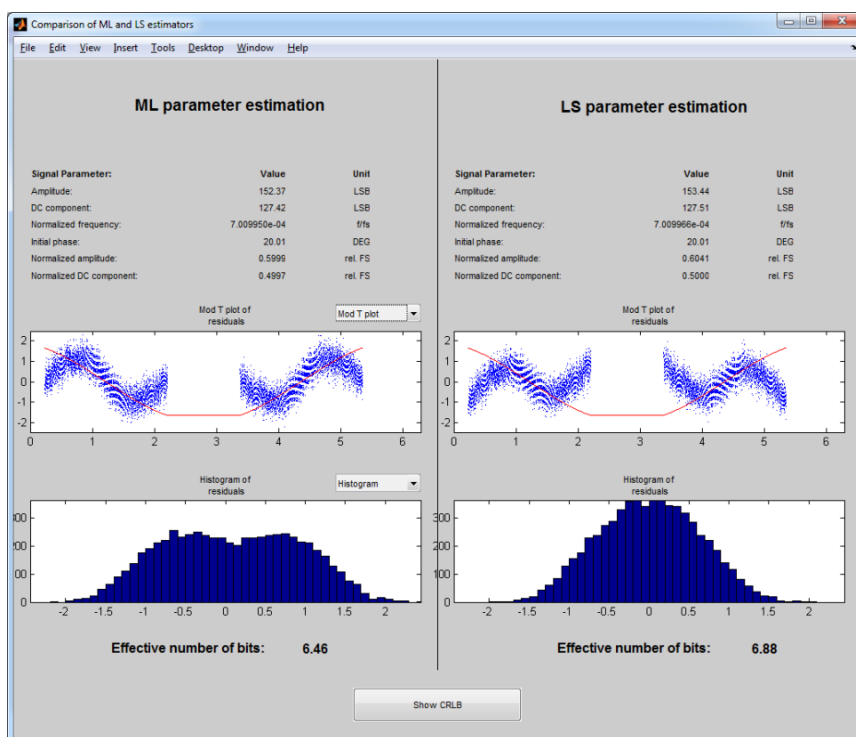 Comparison of ML and LS estimators
File Edit View Insert Tools Desktop Window Help
ML parameter estimation
Signal Parameter: Value Unit
Amplitude: 152.37 LSB
DC component: 127.42 LSB
Normalized frequency: 7.009950e-04 f/fs
Initial phase: 20.01 DEG
Normalized amplitude: 0.5999 rel. FS
Normalized DC component: 0.4997 rel. FS
Mod T plot of
residuals
Mod T plot
2
1
0
-1
-2
0 1 2 3 4 5 6
Histogram of
residuals
Histogram
300
200
100
0
-2 -1.5 -1 -0.5 0 0.5 1 1.5 2
Effective number of bits: 6.46
LS parameter estimation
Signal Parameter: Value Unit
Amplitude: 153.44 LSB
DC component: 127.51 LSB
Normalized frequency: 7.009966e-04 f/fs
Initial phase: 20.01 DEG
Normalized amplitude: 0.6041 rel. FS
Normalized DC component: 0.5000 rel. FS
Mod T plot of
residuals
2
1
0
-1
-2
0 1 2 3 4 5 6
Histogram of
residuals
300
200
100
0
-2 -1.5 -1 -0.5 0 0.5 1 1.5 2
Effective number of bits: 6.88
Show CRLB